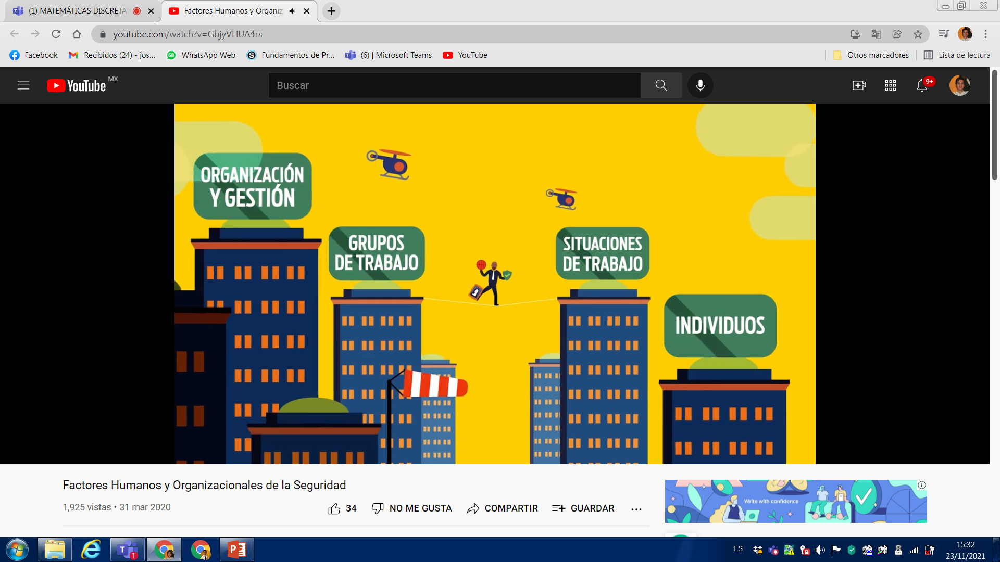 (1) MATEMÁTICAS DISCRETA
Factores Humanos y Organiz
youtube.com/watch?v=GbjyVHUA4rs
Facebook
Recibidos (24) - jos...
68
WhatsApp Web
Fundamentos de Pr...
(6) | Microsoft Teams
YouTube
Otros marcadores
Lista de lectura
YouTube MX
Buscar
9+
ORGANIZACIÓN
Y GESTIÓN
GRUPOS
DE TRABAJO
SITUACIONES
DE TRABAJO
INDIVIDUOS
Factores Humanos y Organizacionales de la Seguridad
1,925 vistas • 31 mar 2020
34
NO ME GUSTA
COMPARTIR
GUARDAR
Write with confidence
T
1
P
ES
15:32
23/11/2021